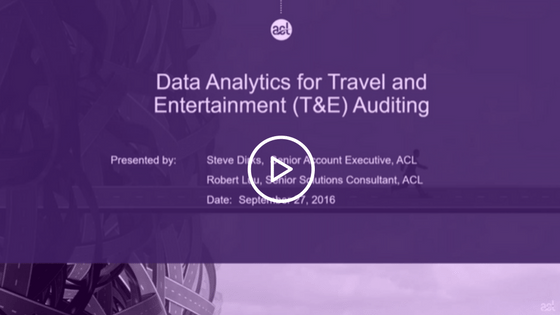 acl
Data Analytics for Travel and
Entertainment (T&E) Auditing
Presented by: Steve Dirks, Senior Account Executive, ACL
Robert Luu, Senior Solutions Consultant, ACL
Date: September 27, 2016
acl